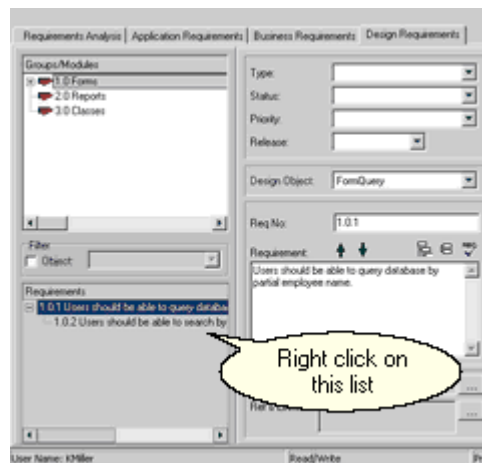 Requirements Analysis Application Requirements Business Requirements Design Requirements
Groups/Modules
1.0 Forms
2.0 Reports
3.0 Classes
Filter
Object:
Requirements
1.0.1 Users should be able to query databa
1.0.2 Users should be able to search by
Type:
Status:
Priority:
Release:
Design Object: FormQuery
Req No: 1.0.1
Requirement:
Users should be able to query database by
partial employee name.
Right click on
this list
User Name: KMiller Read/Write